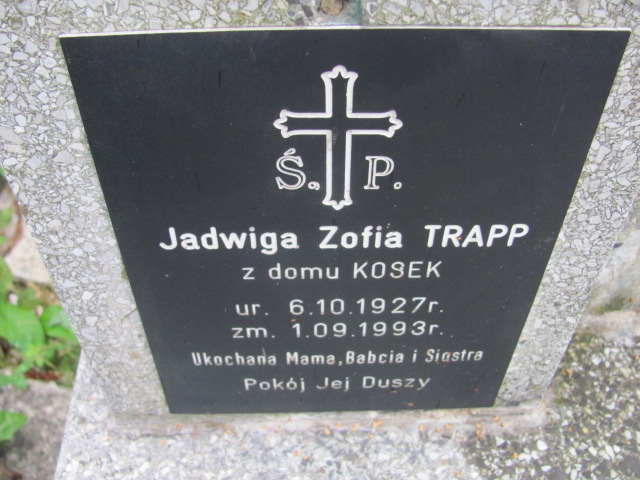 Ś. P.
Jadwiga Zofia TRAPP
z domu KOSEK
ur. 6.10.1927r.
zm. 1.09.1993r.
Ukochana Mama, Babcia i Siostra
Pokój Jej Duszy